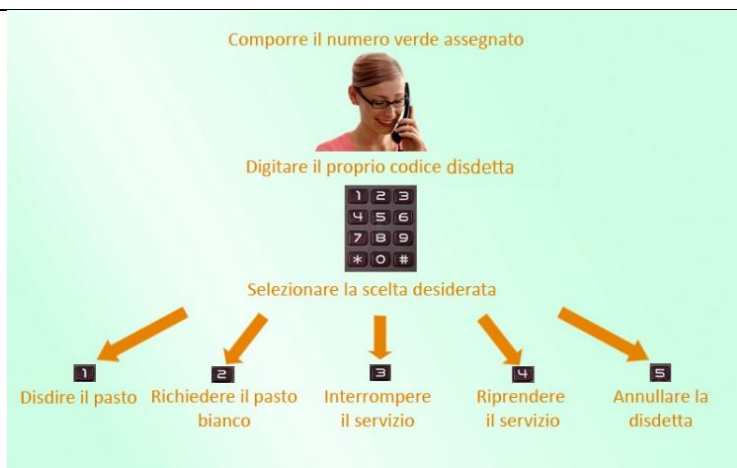 Comporre il numero verde assegnato
Digitare il proprio codice disdetta
1 2 3
4 5 6
7 8 9
* 0 #
Selezionare la scelta desiderata
1
Disdire il pasto
2
Richiedere il pasto
bianco
3
Interrompere
il servizio
4
Riprendere
il servizio
5
Annullare la
disdetta